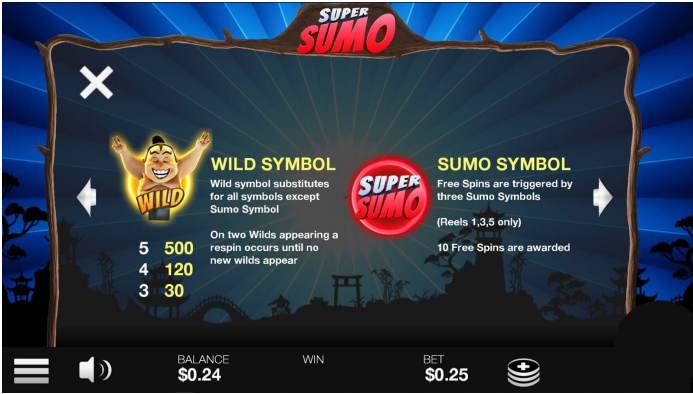 SUPER
SUMO
WILD SYMBOL
Wild symbol substitutes
for all symbols except
Sumo Symbol
On two Wilds appearing a
respin occurs until no
new wilds appear
WILD
5 500
4 120
3 30
SUPER
SUMO
SUMO SYMBOL
Free Spins are triggered by
three Sumo Symbols
(Reels 1,3,5 only)
10 Free Spins are awarded
BALANCE
$0.24
WIN
BET
$0.25